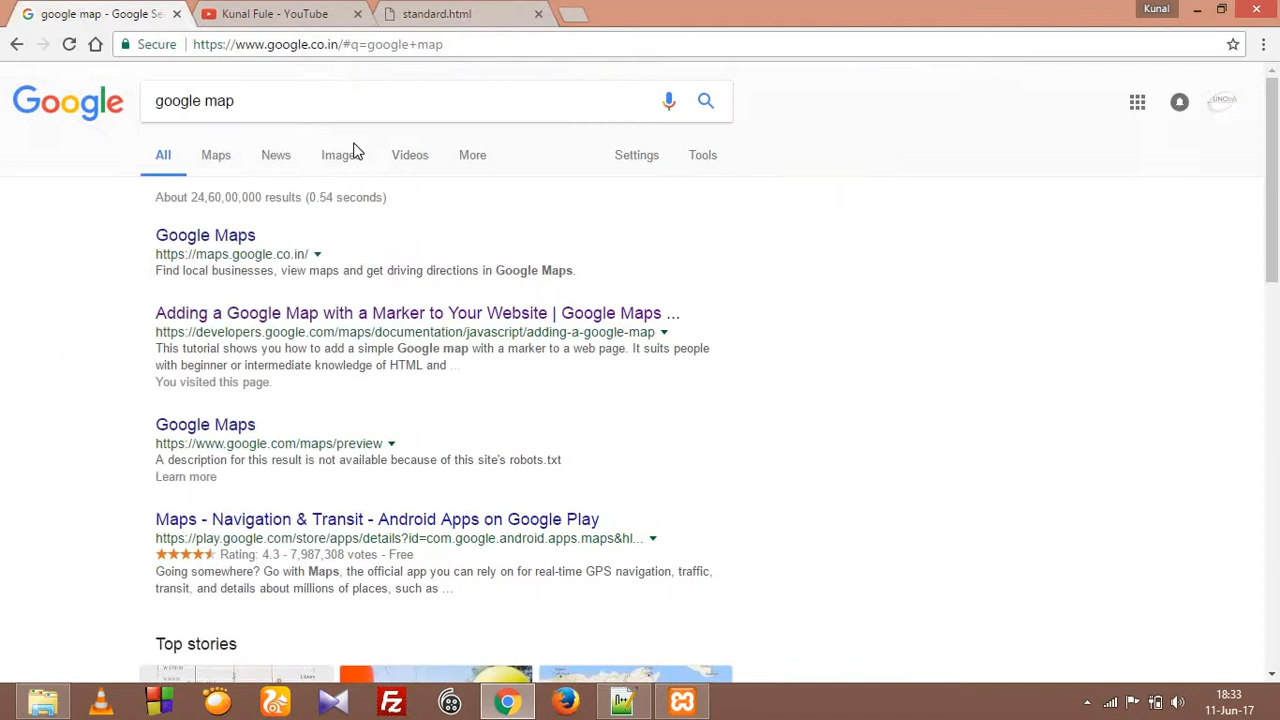 google map - Google Se
Kunal Fule - YouTube
standard.html
Kunal
Secure
https://www.google.co.in/#q=google+map
Google
google map
All
Maps
News
Image
Videos
More
Settings
Tools
About 24,60,00,000 results (0.54 seconds)
Google Maps
https://maps.google.co.in/
Find local businesses, view maps and get driving directions in Google Maps.
Adding a Google Map with a Marker to Your Website | Google Maps ...
https://developers.google.com/maps/documentation/javascript/adding-a-google-map
This tutorial shows you how to add a simple Google map with a marker to a web page. It suits people
with beginner or intermediate knowledge of HTML and ...
You visited this page.
Google Maps
https://www.google.com/maps/preview
A description for this result is not available because of this site's robots.txt
Learn more
Maps - Navigation & Transit - Android Apps on Google Play
https://play.google.com/store/apps/details?id=com.google.android.apps.maps&hl...
Rating: 4.3 - 7,987,308 votes - Free
Going somewhere? Go with Maps, the official app you can rely on for real-time GPS navigation, traffic,
transit, and details about millions of places, such as ...
Top stories
18:33
11-Jun-17